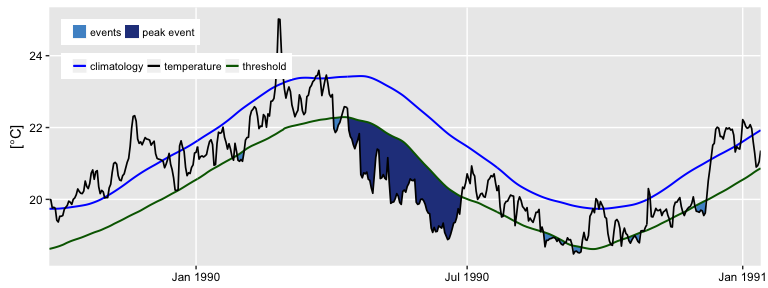 events peak event
climatology temperature threshold
[°C]
24
22
20
Jan 1990 Jul 1990 Jan 1991